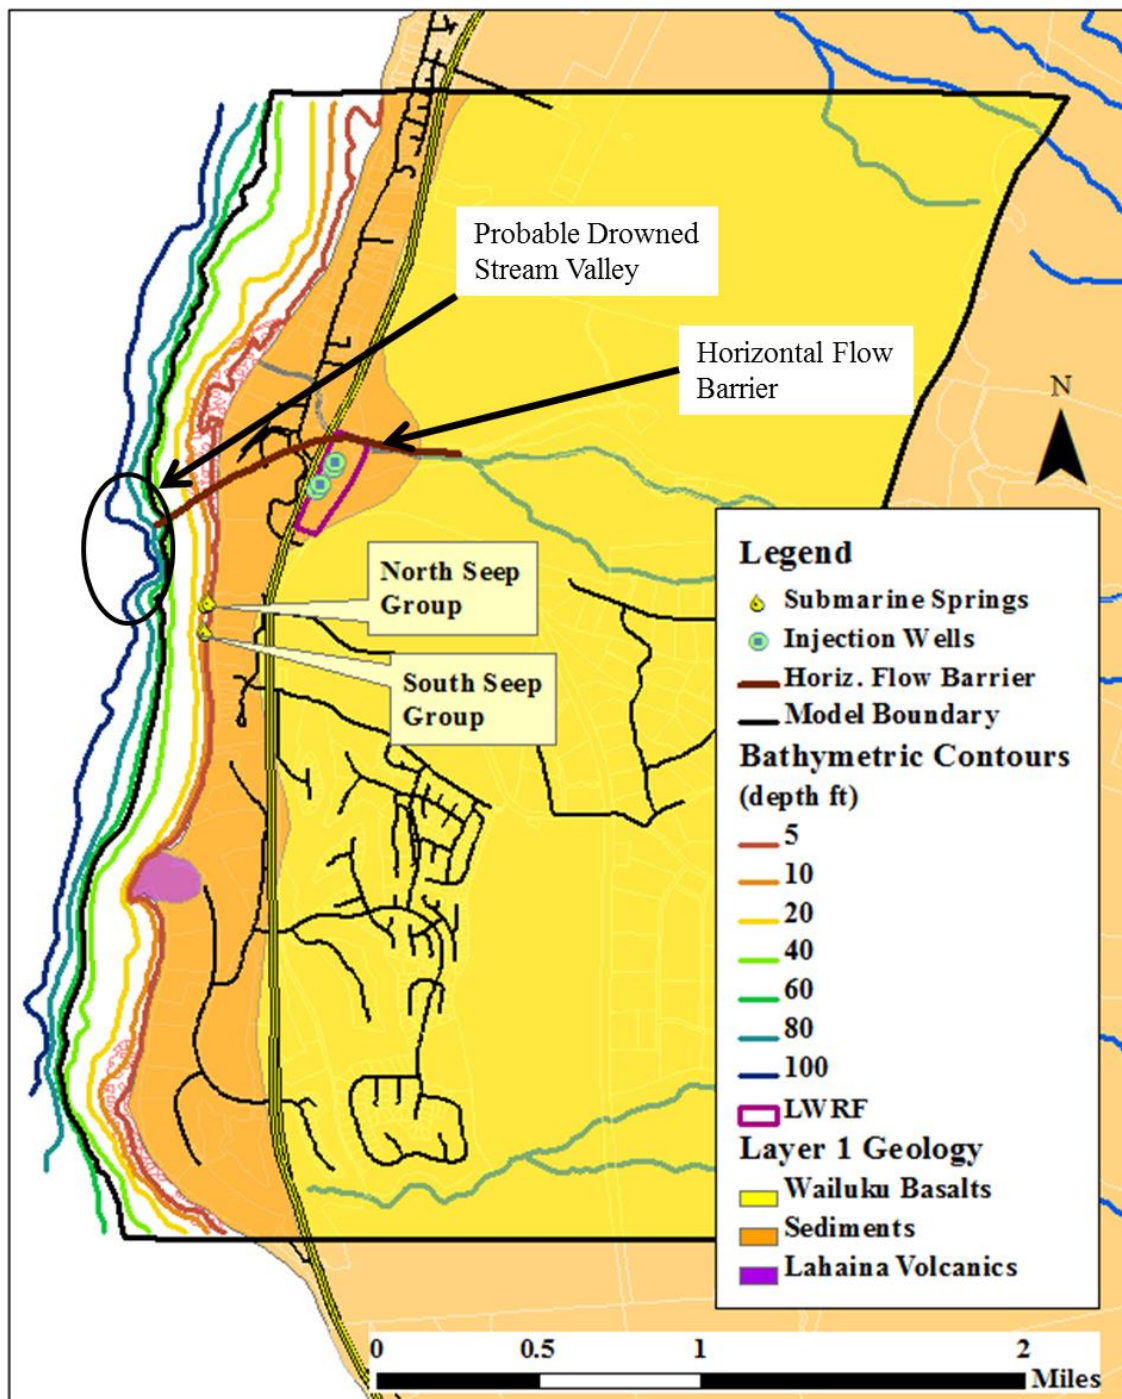 Probable Drowned
Stream Valley
Horizontal Flow
Barrier
N
North Seep
Group
South Seep
Group
Legend
Submarine Springs
Injection Wells
Horiz. Flow Barrier
Model Boundary
Bathymetric Contours
(depth ft)
5
10
20
40
60
80
100
LWRF
Layer 1 Geology
Wailuku Basalts
Sediments
Lahaina Volcanics
0 0.5 1 2
Miles